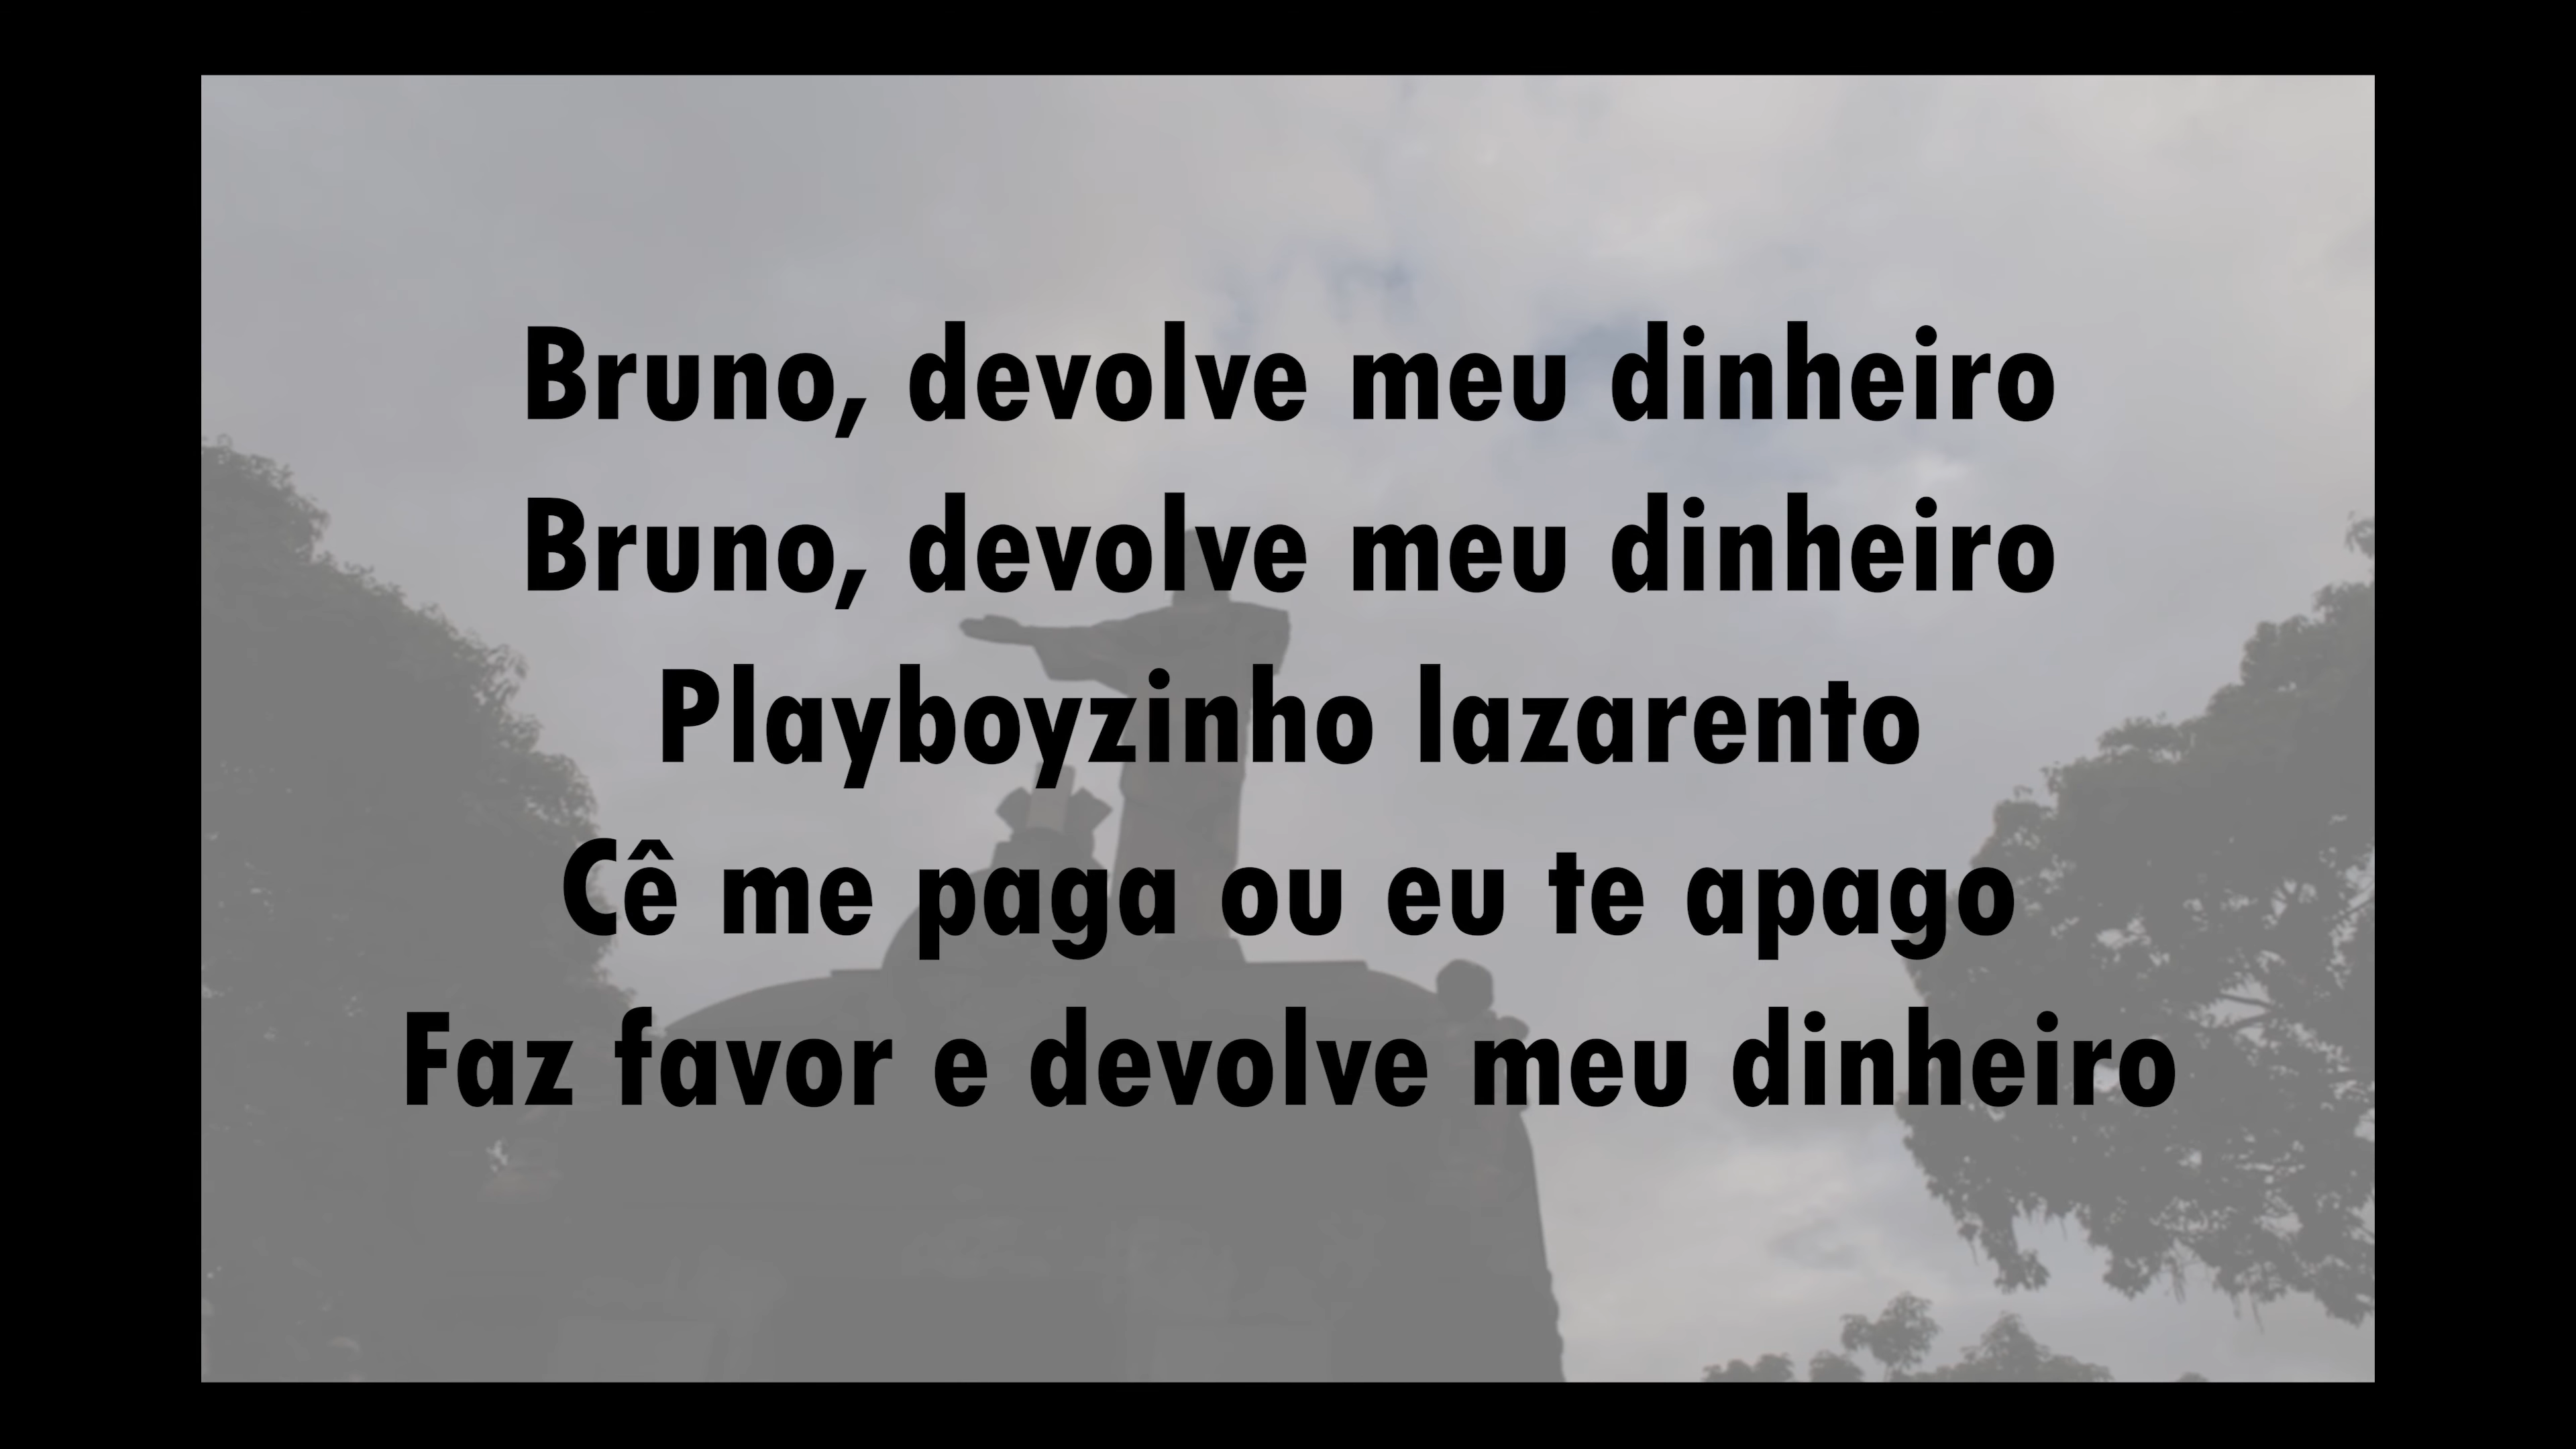 Bruno, devolve meu dinheiro
Bruno, devolve meu dinheiro
Playboyzinho lazarento
Cê me paga ou eu te apago
Faz favor e devolve meu dinheiro